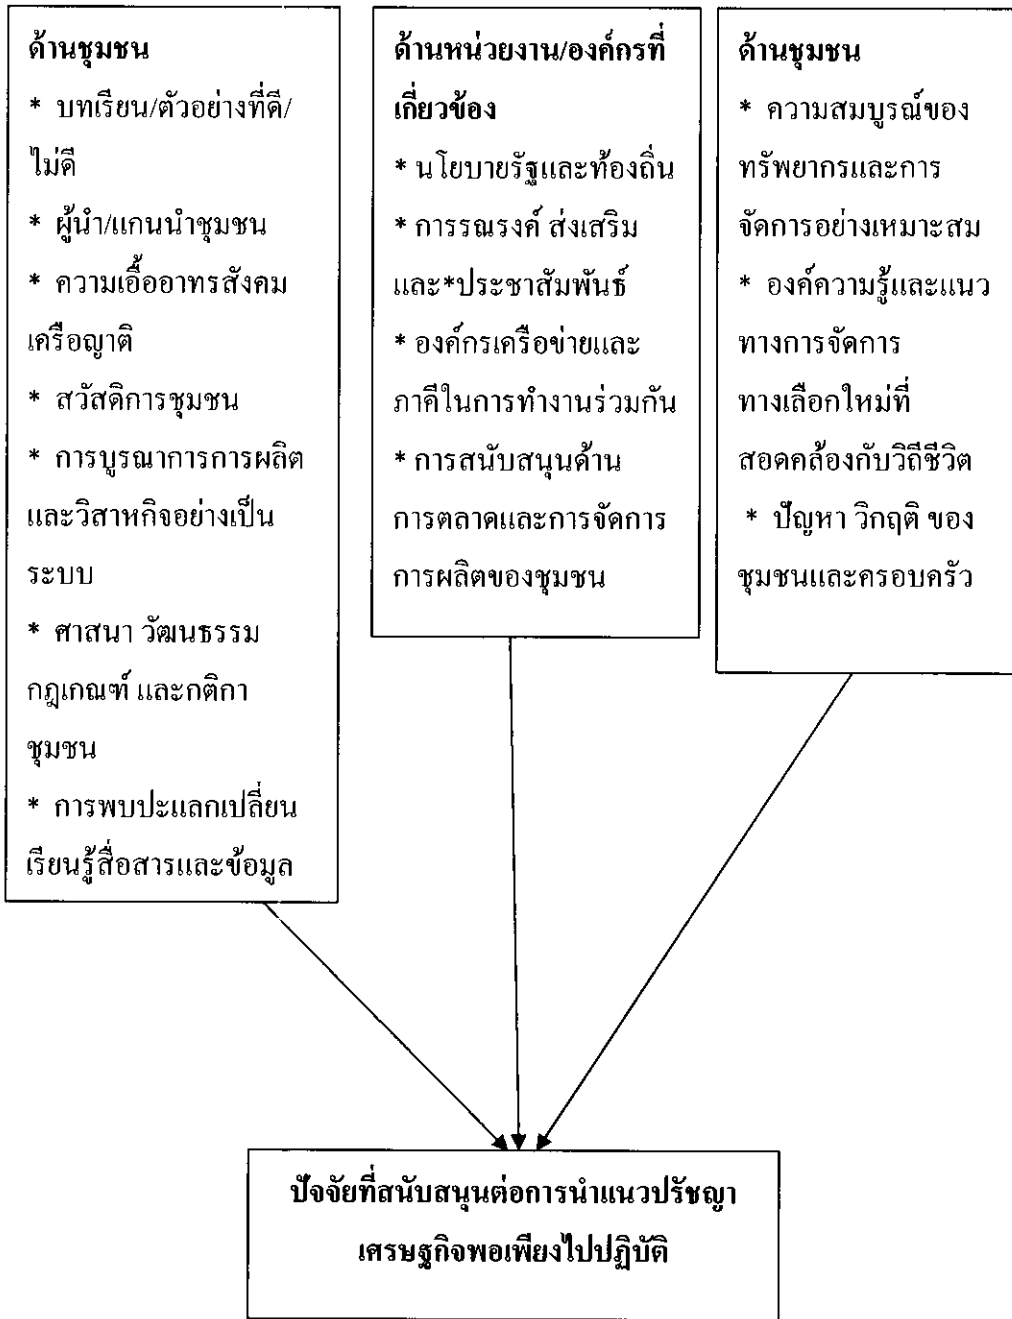 ด้านชุมชน
* บทเรียน/ตัวอย่างที่ดี/
ไม่ดี
* ผู้นำ/แกนนำชุมชน
* ความเอื้ออาทรสังคม
เครือญาติ
* สวัสดิการชุมชน
* การบูรณาการการผลิต
และวิสาหกิจอย่างเป็น
ระบบ
* ศาสนา วัฒนธรรม
กฎเกณฑ์ และกติกา
ชุมชน
* การพบปะแลกเปลี่ยน
เรียนรู้สื่อสารและข้อมูล
ด้านหน่วยงาน/องค์กรที่
เกี่ยวข้อง
* นโยบายรัฐและท้องถิ่น
* การรณรงค์ ส่งเสริม
และ*ประชาสัมพันธ์
* องค์กรเครือข่ายและ
ภาคีในการทำงานร่วมกัน
* การสนับสนุนด้าน
การตลาดและการจัดการ
การผลิตของชุมชน
ด้านชุมชน
* ความสมบูรณ์ของ
ทรัพยากรและการ
จัดการอย่างเหมาะสม
* องค์ความรู้และแนว
ทางการจัดการ
ทางเลือกใหม่ที่
สอดคล้องกับวิถีชีวิต
* ปัญหา วิกฤติ ของ
ชุมชนและครอบครัว
ปัจจัยที่สนับสนุนต่อการนำแนวปรัชญา
เศรษฐกิจพอเพียงไปปฏิบัติ